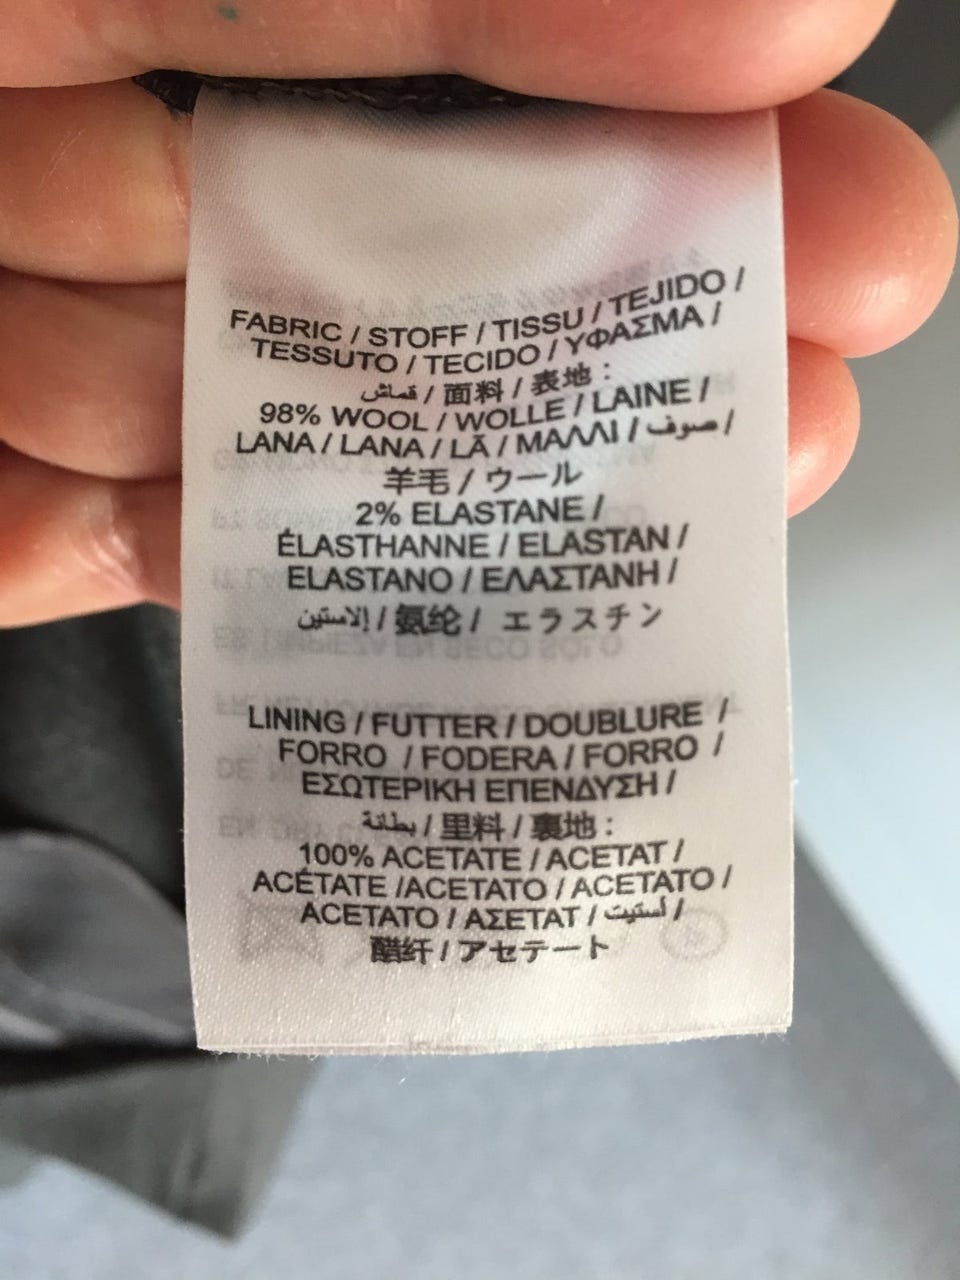 FABRIC / STOFF / TISSU / TEJIDO /
TESSUTO / TECIDO / ΥΦΑΣΜΑ /
قماش / 面料 / 表地 :
98% WOOL / WOLLE / LAINE /
LANA / LANA / LÃ / ΜΑΛΛΙ / صوف /
羊毛 / ウール
2% ELASTANE /
ÉLASTHANNE / ELASTAN /
ELASTANO / ΕΛΑΣΤΑΝΗ /
إلاستين / 氨纶 / エラスチン
LINING / FUTTER / DOUBLURE /
FORRO / FODERA / FORRO /
ΕΣΩΤΕΡΙΚΗ ΕΠΕΝΔΥΣΗ /
بطانة / 里料 / 裏地 :
100% ACETATE / ACETAT /
ACÉTATE /ACETATO / ACETATO /
ACETATO / ΑΣΕΤΑΤ / أستيت /
醋纤 / アセテート